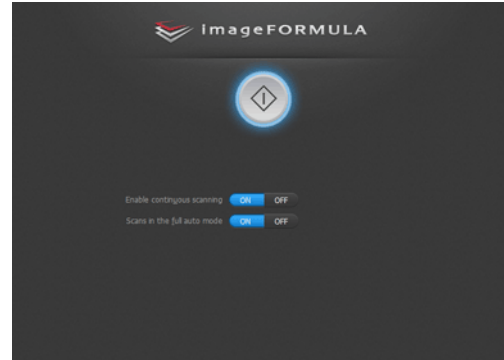 imageFORMULA
Enable continuous scanning ON OFF
Scans in the full auto mode ON OFF